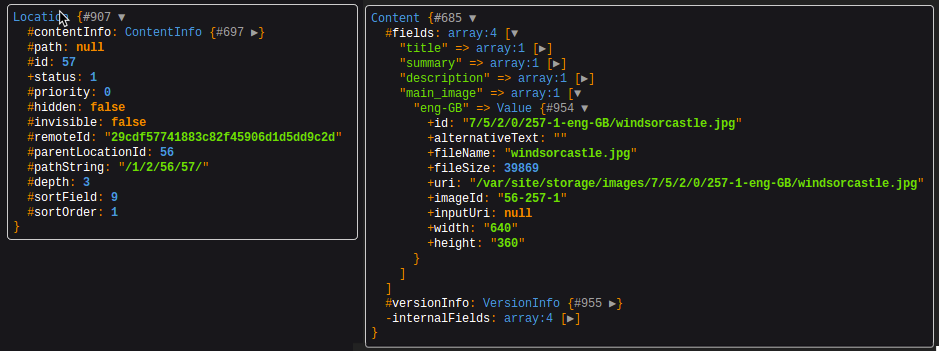 Location {#907 ▼
#contentInfo: ContentInfo {#697 ▶}
#path: null
#id: 57
+status: 1
#priority: 0
#hidden: false
#invisible: false
#remoteId: "29cdf57741883c82f45906d1d5dd9c2d"
#parentLocationId: 56
#pathString: "/1/2/56/57/"
#depth: 3
#sortField: 9
#sortOrder: 1
}
Content {#685 ▼
#fields: array:4 [▼
"title" => array:1 [▶]
"summary" => array:1 [▶]
"description" => array:1 [▶]
"main_image" => array:1 [▼
"eng-GB" => Value {#954 ▼
+id: "7/5/2/0/257-1-eng-GB/windsorcastle.jpg"
+alternativeText: ""
+fileName: "windsorcastle.jpg"
+fileSize: 39869
+uri: "/var/site/storage/images/7/5/2/0/257-1-eng-GB/windsorcastle.jpg"
+imageId: "56-257-1"
+inputUri: null
+width: "640"
+height: "360"
}
]
]
#versionInfo: VersionInfo {#955 ▶}
-internalFields: array:4 [▶]
}